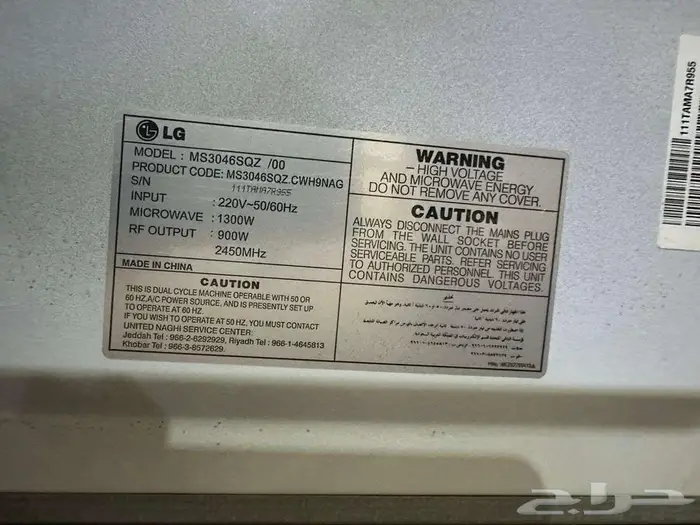 LG
MODEL : MS3046SQZ /00
PRODUCT CODE: MS3046SQZ.CWH9NAG
S/N 111TAMA7R955
INPUT : 220V~50/60Hz
MICROWAVE : 1300W
RF OUTPUT : 900W
2450MHz
MADE IN CHINA
CAUTION
THIS IS DUAL CYCLE MACHINE OPERABLE WITH 50 OR
60 HZ,A/C POWER SOURCE, AND IS PRESENTLY SET UP
TO OPERATE AT 60 HZ.
IF YOU WISH TO OPERATE AT 50 HZ, YOU MUST CONTACT
UNITED NAGHI SERVICE CENTER:
Jeddah Tel : 966-2-6292929, Riyadh Tel : 966-1-4645813
Khobar Tel : 966-3-8572629.
WARNING
– HIGH VOLTAGE
AND MICROWAVE ENERGY
DO NOT REMOVE ANY COVER.
CAUTION
ALWAYS DISCONNECT THE MAINS PLUG
FROM THE WALL SOCKET BEFORE
SERVICING. THE UNIT CONTAINS NO USER
SERVICEABLE PARTS. REFER SERVICING
TO AUTHORIZED PERSONNEL. THIS UNIT
CONTAINS DANGEROUS VOLTAGES.
تحذير
111TAMA7R955
حراج